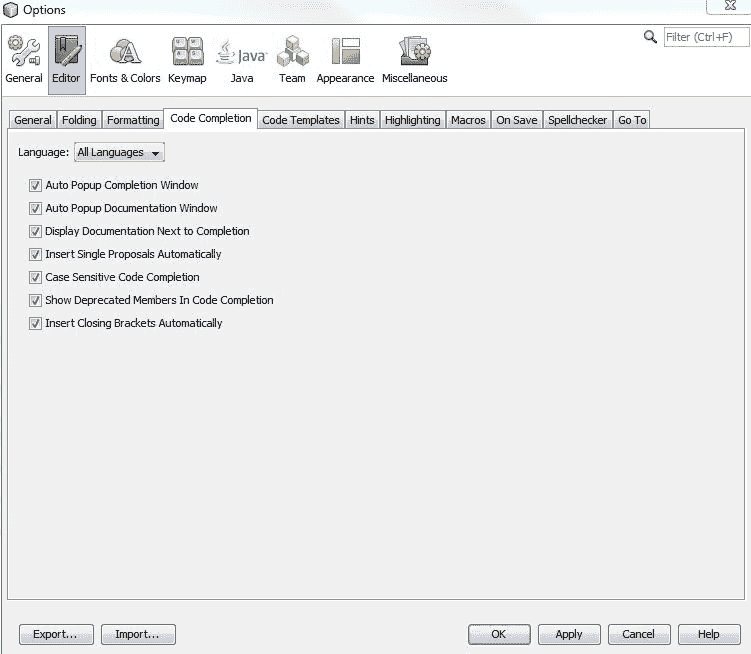 Options
Filter (Ctrl+F)
General Editor Fonts & Colors Keymap Java Team Appearance Miscellaneous
General Folding Formatting Code Completion Code Templates Hints Highlighting Macros On Save Spellchecker Go To
Language: All Languages
Auto Popup Completion Window
Auto Popup Documentation Window
Display Documentation Next to Completion
Insert Single Proposals Automatically
Case Sensitive Code Completion
Show Deprecated Members In Code Completion
Insert Closing Brackets Automatically
Export... Import... OK Apply Cancel Help